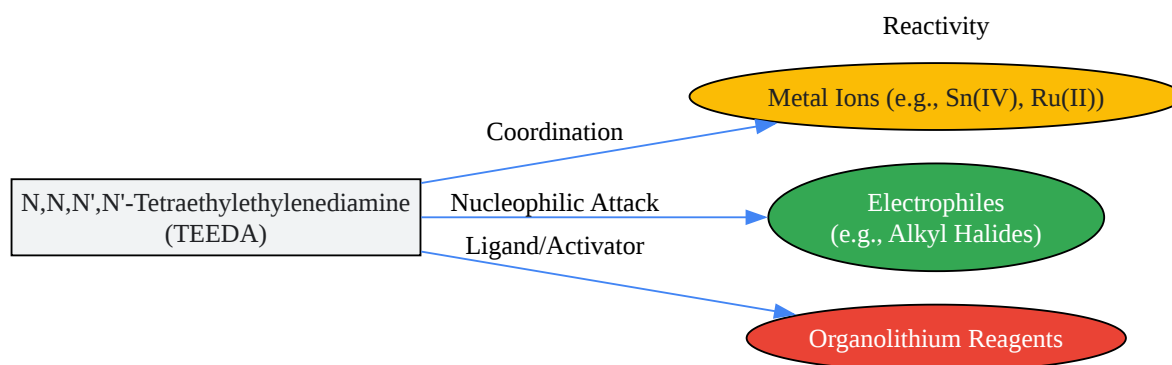 Reactivity
Metal Ions (e.g., Sn(IV), Ru(II))
Coordination
N,N,N',N'-Tetraethylethylenediamine
(TEEDA)
Nucleophilic Attack
Electrophiles
(e.g., Alkyl Halides)
Ligand/Activator
Organolithium Reagents